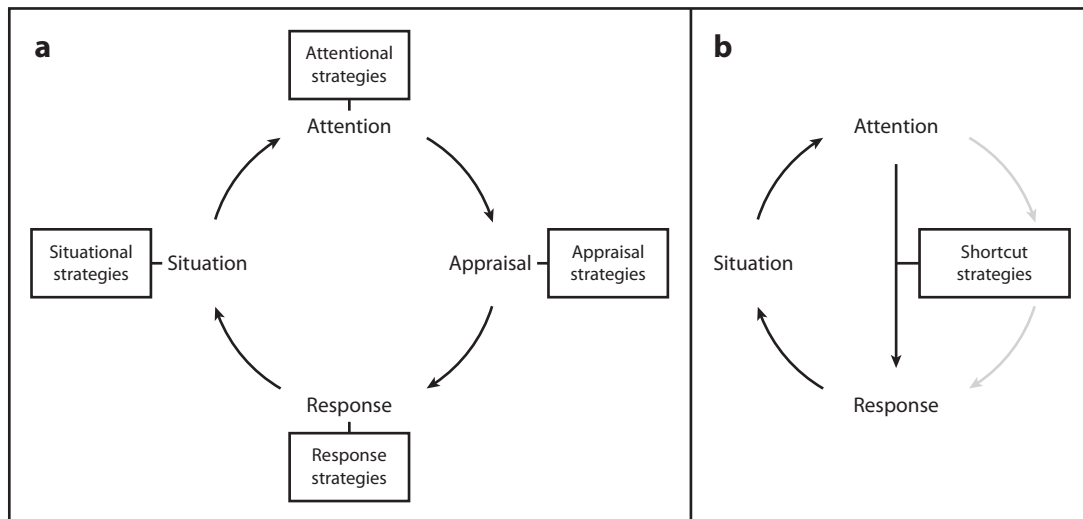 a
Attentional
strategies
Attention
Situational
strategies
Situation
Appraisal
Appraisal
strategies
Response
Response
strategies
b
Attention
Situation
Shortcut
strategies
Response